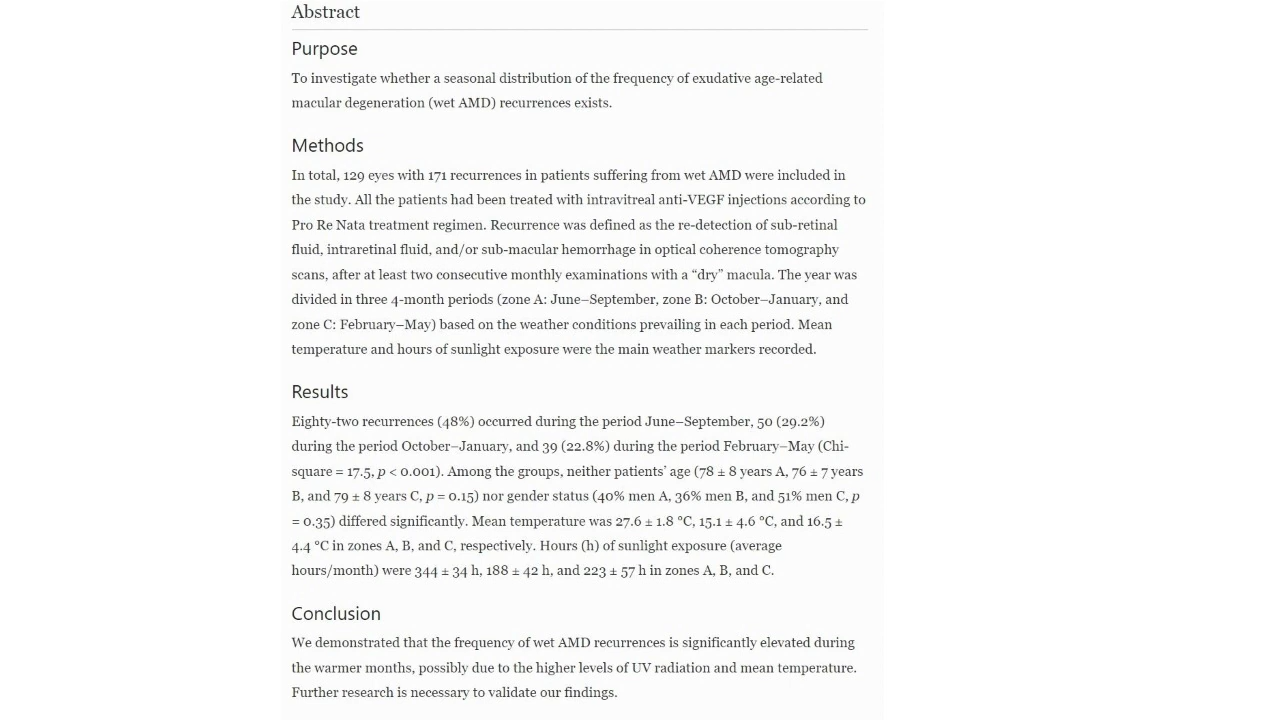 Abstract
Purpose
To investigate whether a seasonal distribution of the frequency of exudative age-related
macular degeneration (wet AMD) recurrences exists.
Methods
In total, 129 eyes with 171 recurrences in patients suffering from wet AMD were included in
the study. All the patients had been treated with intravitreal anti-VEGF injections according to
Pro Re Nata treatment regimen. Recurrence was defined as the re-detection of sub-retinal
fluid, intraretinal fluid, and/or sub-macular hemorrhage in optical coherence tomography
scans, after at least two consecutive monthly examinations with a “dry” macula. The year was
divided in three 4-month periods (zone A: June–September, zone B: October–January, and
zone C: February–May) based on the weather conditions prevailing in each period. Mean
temperature and hours of sunlight exposure were the main weather markers recorded.
Results
Eighty-two recurrences (48%) occurred during the period June–September, 50 (29.2%)
during the period October–January, and 39 (22.8%) during the period February–May (Chi-
square = 17.5, p < 0.001). Among the groups, neither patients’ age (78 ± 8 years A, 76 ± 7 years
B, and 79 ± 8 years C, p = 0.15) nor gender status (40% men A, 36% men B, and 51% men C, p
= 0.35) differed significantly. Mean temperature was 27.6 ± 1.8 °C, 15.1 ± 4.6 °C, and 16.5 ±
4.4 °C in zones A, B, and C, respectively. Hours (h) of sunlight exposure (average
hours/month) were 344 ± 34 h, 188 ± 42 h, and 223 ± 57 h in zones A, B, and C.
Conclusion
We demonstrated that the frequency of wet AMD recurrences is significantly elevated during
the warmer months, possibly due to the higher levels of UV radiation and mean temperature.
Further research is necessary to validate our findings.